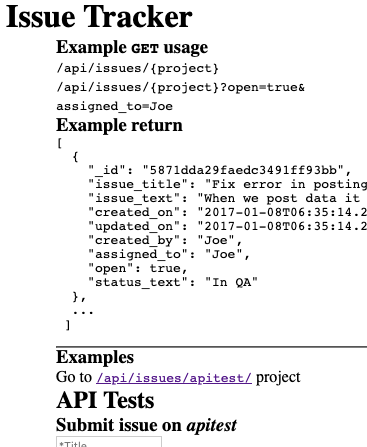 Issue Tracker
Example GET usage
/api/issues/{project}
/api/issues/{project}?open=true&
assigned_to=Joe
Example return
[
{
"_id": "5871dda29faedc3491ff93bb",
"issue_title": "Fix error in posting
"issue_text": "When we post data it
"created_on": "2017-01-08T06:35:14.2
"updated_on": "2017-01-08T06:35:14.2
"created_by": "Joe",
"assigned_to": "Joe",
"open": true,
"status_text": "In QA"
},
...
]
Examples
Go to /api/issues/apitest/ project
API Tests
Submit issue on apitest
*Title